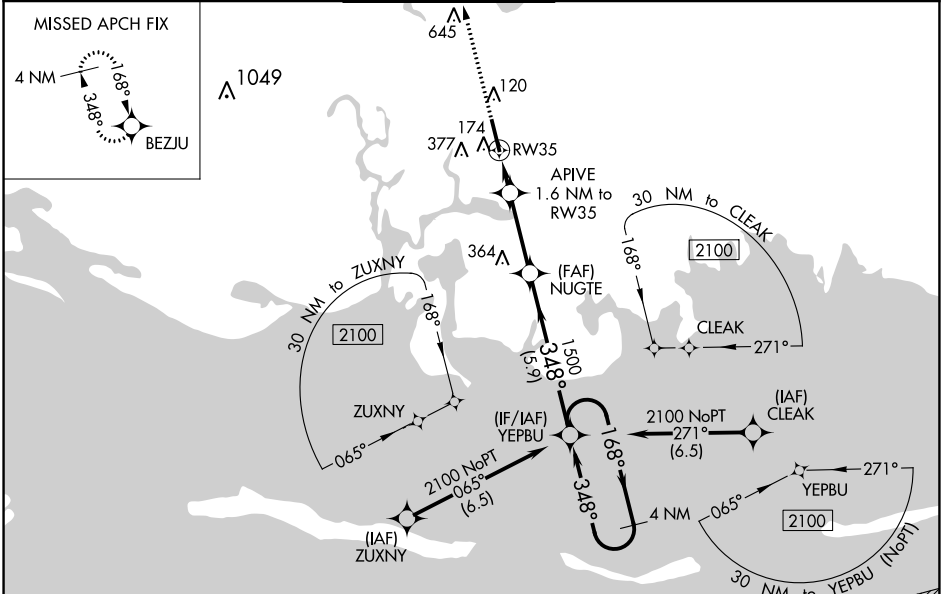 MISSED APCH FIX
4 NM
168°
348°
BEZJU
1049
645
120
174
377
RW35
APIVE
1.6 NM to
RW35
364
(FAF)
NUGTE
30 NM to CLEAK
2100
168°
CLEAK
271°
30 NM to ZUXNY
2100
168°
ZUXNY
065°
1500
348°
(5.9)
(IF/IAF)
YEPBU
(IAF)
CLEAK
2100 NoPT
271°
(6.5)
2100 NoPT
065°
(6.5)
(IAF)
ZUXNY
168°
348°
4 NM
271°
YEPBU
065°
2100
30 NM to YEPBU (NoPT)